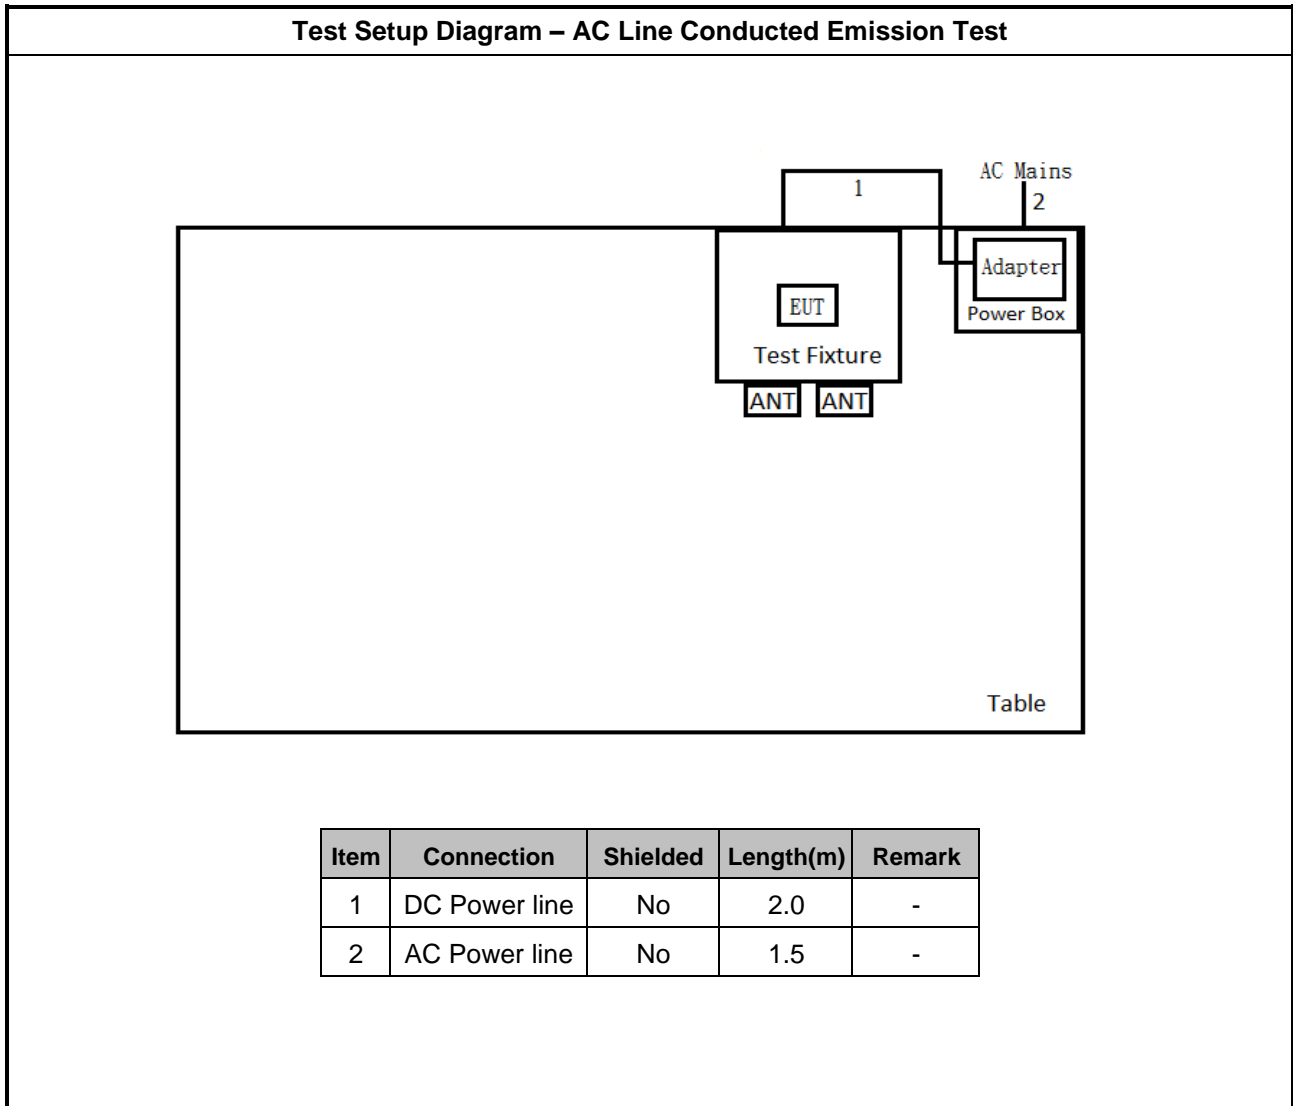 Test Setup Diagram – AC Line Conducted Emission Test
AC Mains
1
2
Adapter
EUT
Power Box
Test Fixture
ANT ANT
Table
Item Connection Shielded Length(m) Remark
1 DC Power line No 2.0 -
2 AC Power line No 1.5 -